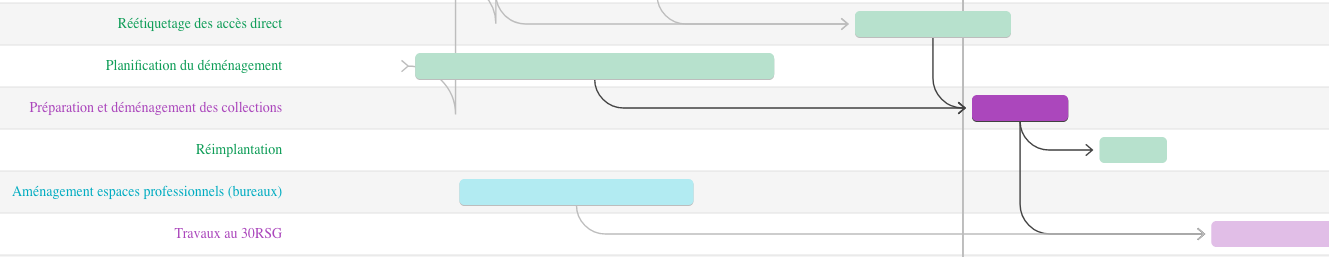 Réétiquetage des accès direct
Planification du déménagement
Préparation et déménagement des collections
Réimplantation
Aménagement espaces professionnels (bureaux)
Travaux au 30RSG